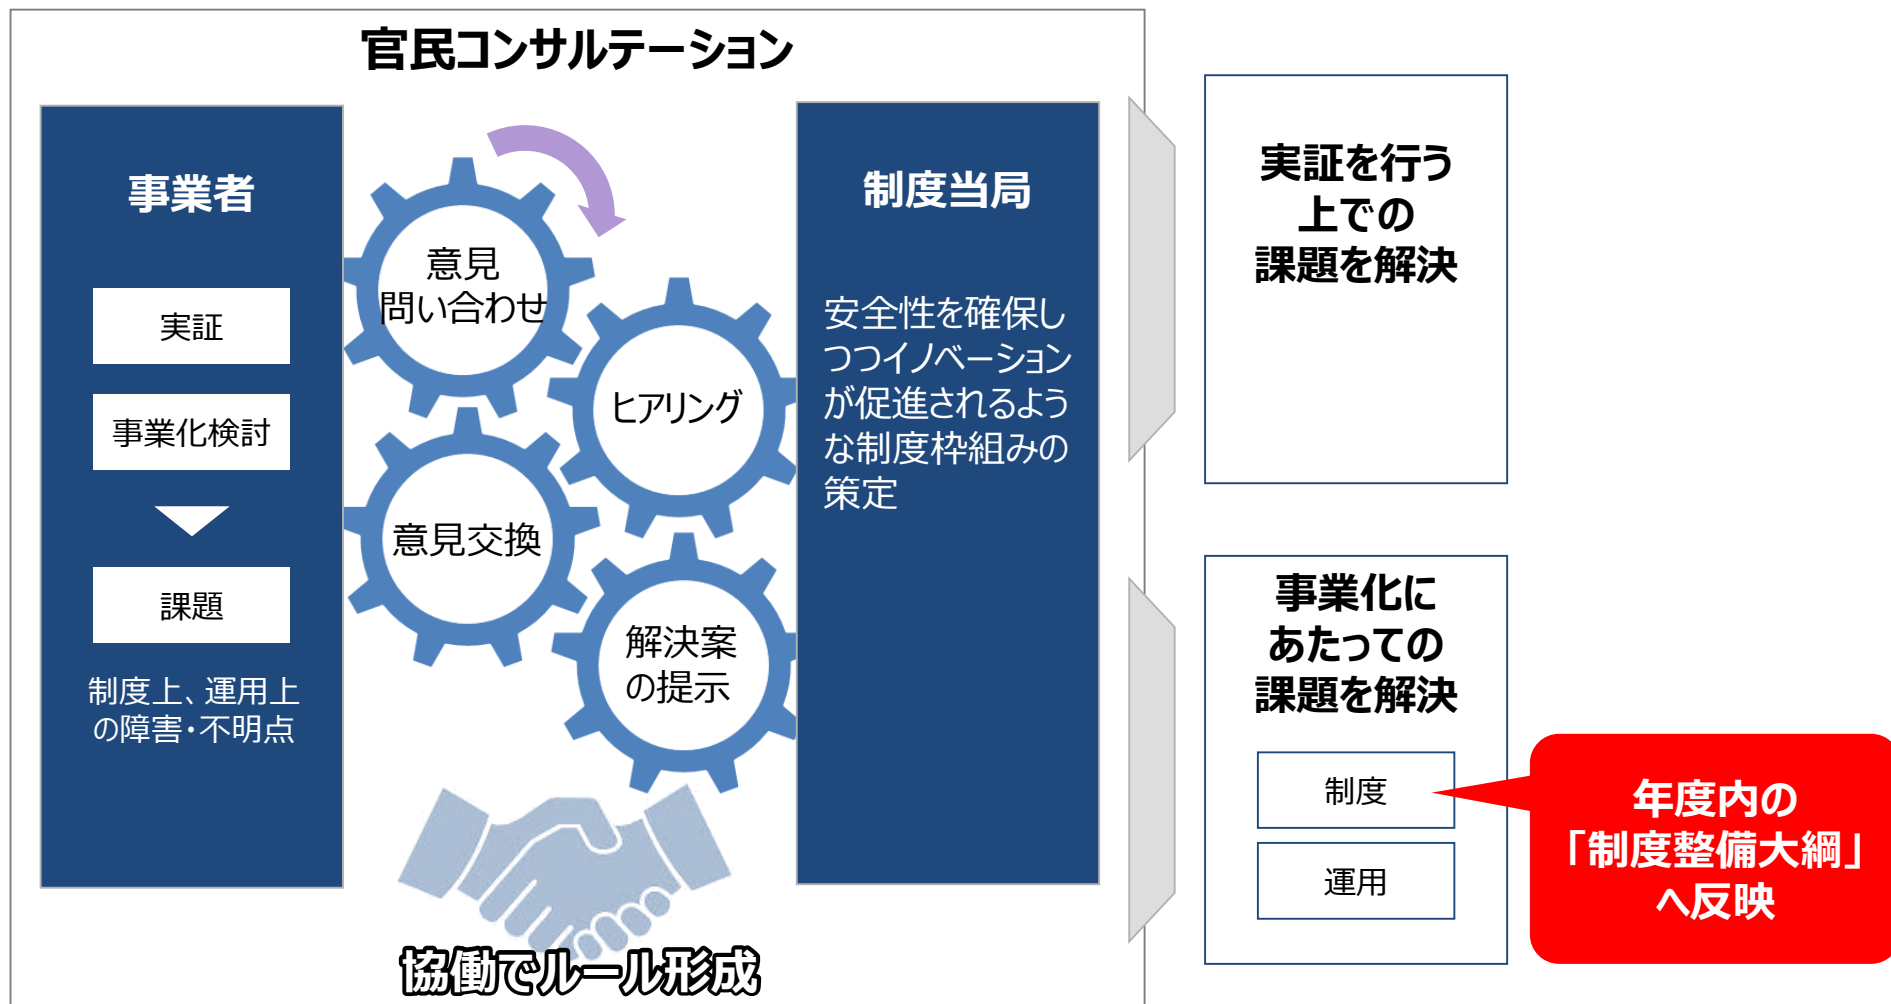 官民コンサルテーション
事業者
実証
事業化検討
課題
制度上、運用上
の障害・不明点
意見
問い合わせ
ヒアリング
意見交換
解決案
の提示
協働でルール形成
制度当局
安全性を確保し
つつイノベーション
が促進されるよう
な制度枠組みの
策定
実証を行う
上での
課題を解決
事業化に
あたっての
課題を解決
制度
運用
年度内の
「制度整備大綱」
へ反映